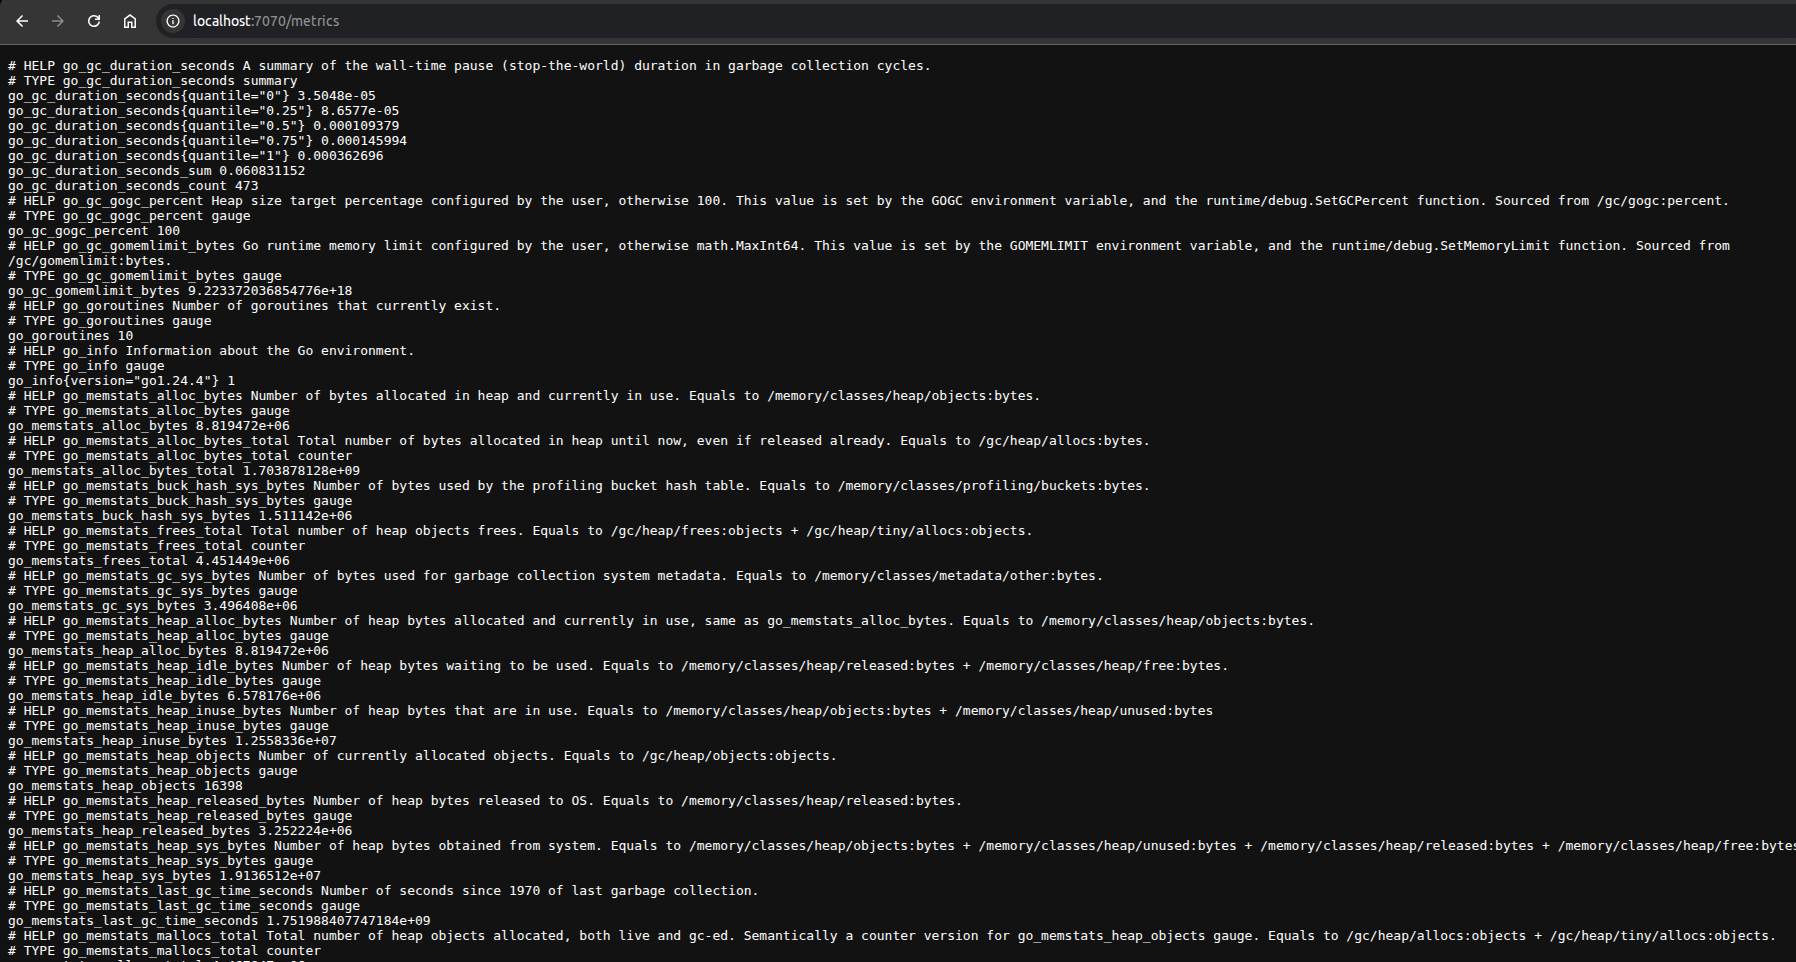 localhost:7070/metrics
# HELP go_gc_duration_seconds A summary of the wall-time pause (stop-the-world) duration in garbage collection cycles.
# TYPE go_gc_duration_seconds summary
go_gc_duration_seconds{quantile="0"} 3.5048e-05
go_gc_duration_seconds{quantile="0.25"} 8.6577e-05
go_gc_duration_seconds{quantile="0.5"} 0.000109379
go_gc_duration_seconds{quantile="0.75"} 0.000145994
go_gc_duration_seconds{quantile="1"} 0.000362696
go_gc_duration_seconds_sum 0.060831152
go_gc_duration_seconds_count 473
# HELP go_gc_gogc_percent Heap size target percentage configured by the user, otherwise 100. This value is set by the GOGC environment variable, and the runtime/debug.SetGCPercent function. Sourced from /gc/gogc:percent.
# TYPE go_gc_gogc_percent gauge
go_gc_gogc_percent 100
# HELP go_gc_gomemlimit_bytes Go runtime memory limit configured by the user, otherwise math.MaxInt64. This value is set by the GOMEMLIMIT environment variable, and the runtime/debug.SetMemoryLimit function. Sourced from
/gc/gomemlimit:bytes.
# TYPE go_gc_gomemlimit_bytes gauge
go_gc_gomemlimit_bytes 9.223372036854776e+18
# HELP go_goroutines Number of goroutines that currently exist.
# TYPE go_goroutines gauge
go_goroutines 10
# HELP go_info Information about the Go environment.
# TYPE go_info gauge
go_info{version="go1.24.4"} 1
# HELP go_memstats_alloc_bytes Number of bytes allocated in heap and currently in use. Equals to /memory/classes/heap/objects:bytes.
# TYPE go_memstats_alloc_bytes gauge
go_memstats_alloc_bytes 8.819472e+06
# HELP go_memstats_alloc_bytes_total Total number of bytes allocated in heap until now, even if released already. Equals to /gc/heap/allocs:bytes.
# TYPE go_memstats_alloc_bytes_total counter
go_memstats_alloc_bytes_total 1.703878128e+09
# HELP go_memstats_buck_hash_sys_bytes Number of bytes used by the profiling bucket hash table. Equals to /memory/classes/profiling/buckets:bytes.
# TYPE go_memstats_buck_hash_sys_bytes gauge
go_memstats_buck_hash_sys_bytes 1.511142e+06
# HELP go_memstats_frees_total Total number of heap objects frees. Equals to /gc/heap/frees:objects + /gc/heap/tiny/allocs:objects.
# TYPE go_memstats_frees_total counter
go_memstats_frees_total 4.451449e+06
# HELP go_memstats_gc_sys_bytes Number of bytes used for garbage collection system metadata. Equals to /memory/classes/metadata/other:bytes.
# TYPE go_memstats_gc_sys_bytes gauge
go_memstats_gc_sys_bytes 3.496408e+06
# HELP go_memstats_heap_alloc_bytes Number of heap bytes allocated and currently in use, same as go_memstats_alloc_bytes. Equals to /memory/classes/heap/objects:bytes.
# TYPE go_memstats_heap_alloc_bytes gauge
go_memstats_heap_alloc_bytes 8.819472e+06
# HELP go_memstats_heap_idle_bytes Number of heap bytes waiting to be used. Equals to /memory/classes/heap/released:bytes + /memory/classes/heap/free:bytes.
# TYPE go_memstats_heap_idle_bytes gauge
go_memstats_heap_idle_bytes 6.578176e+06
# HELP go_memstats_heap_inuse_bytes Number of heap bytes that are in use. Equals to /memory/classes/heap/objects:bytes + /memory/classes/heap/unused:bytes
# TYPE go_memstats_heap_inuse_bytes gauge
go_memstats_heap_inuse_bytes 1.2558336e+07
# HELP go_memstats_heap_objects Number of currently allocated objects. Equals to /gc/heap/objects:objects.
# TYPE go_memstats_heap_objects gauge
go_memstats_heap_objects 16398
# HELP go_memstats_heap_released_bytes Number of heap bytes released to OS. Equals to /memory/classes/heap/released:bytes.
# TYPE go_memstats_heap_released_bytes gauge
go_memstats_heap_released_bytes 3.252224e+06
# HELP go_memstats_heap_sys_bytes Number of heap bytes obtained from system. Equals to /memory/classes/heap/objects:bytes + /memory/classes/heap/unused:bytes + /memory/classes/heap/released:bytes + /memory/classes/heap/free:bytes
# TYPE go_memstats_heap_sys_bytes gauge
go_memstats_heap_sys_bytes 1.9136512e+07
# HELP go_memstats_last_gc_time_seconds Number of seconds since 1970 of last garbage collection.
# TYPE go_memstats_last_gc_time_seconds gauge
go_memstats_last_gc_time_seconds 1.751988407747184e+09
# HELP go_memstats_mallocs_total Total number of heap objects allocated, both live and gc-ed. Semantically a counter version for go_memstats_heap_objects gauge. Equals to /gc/heap/allocs:objects + /gc/heap/tiny/allocs:objects.
# TYPE go_memstats_mallocs_total counter